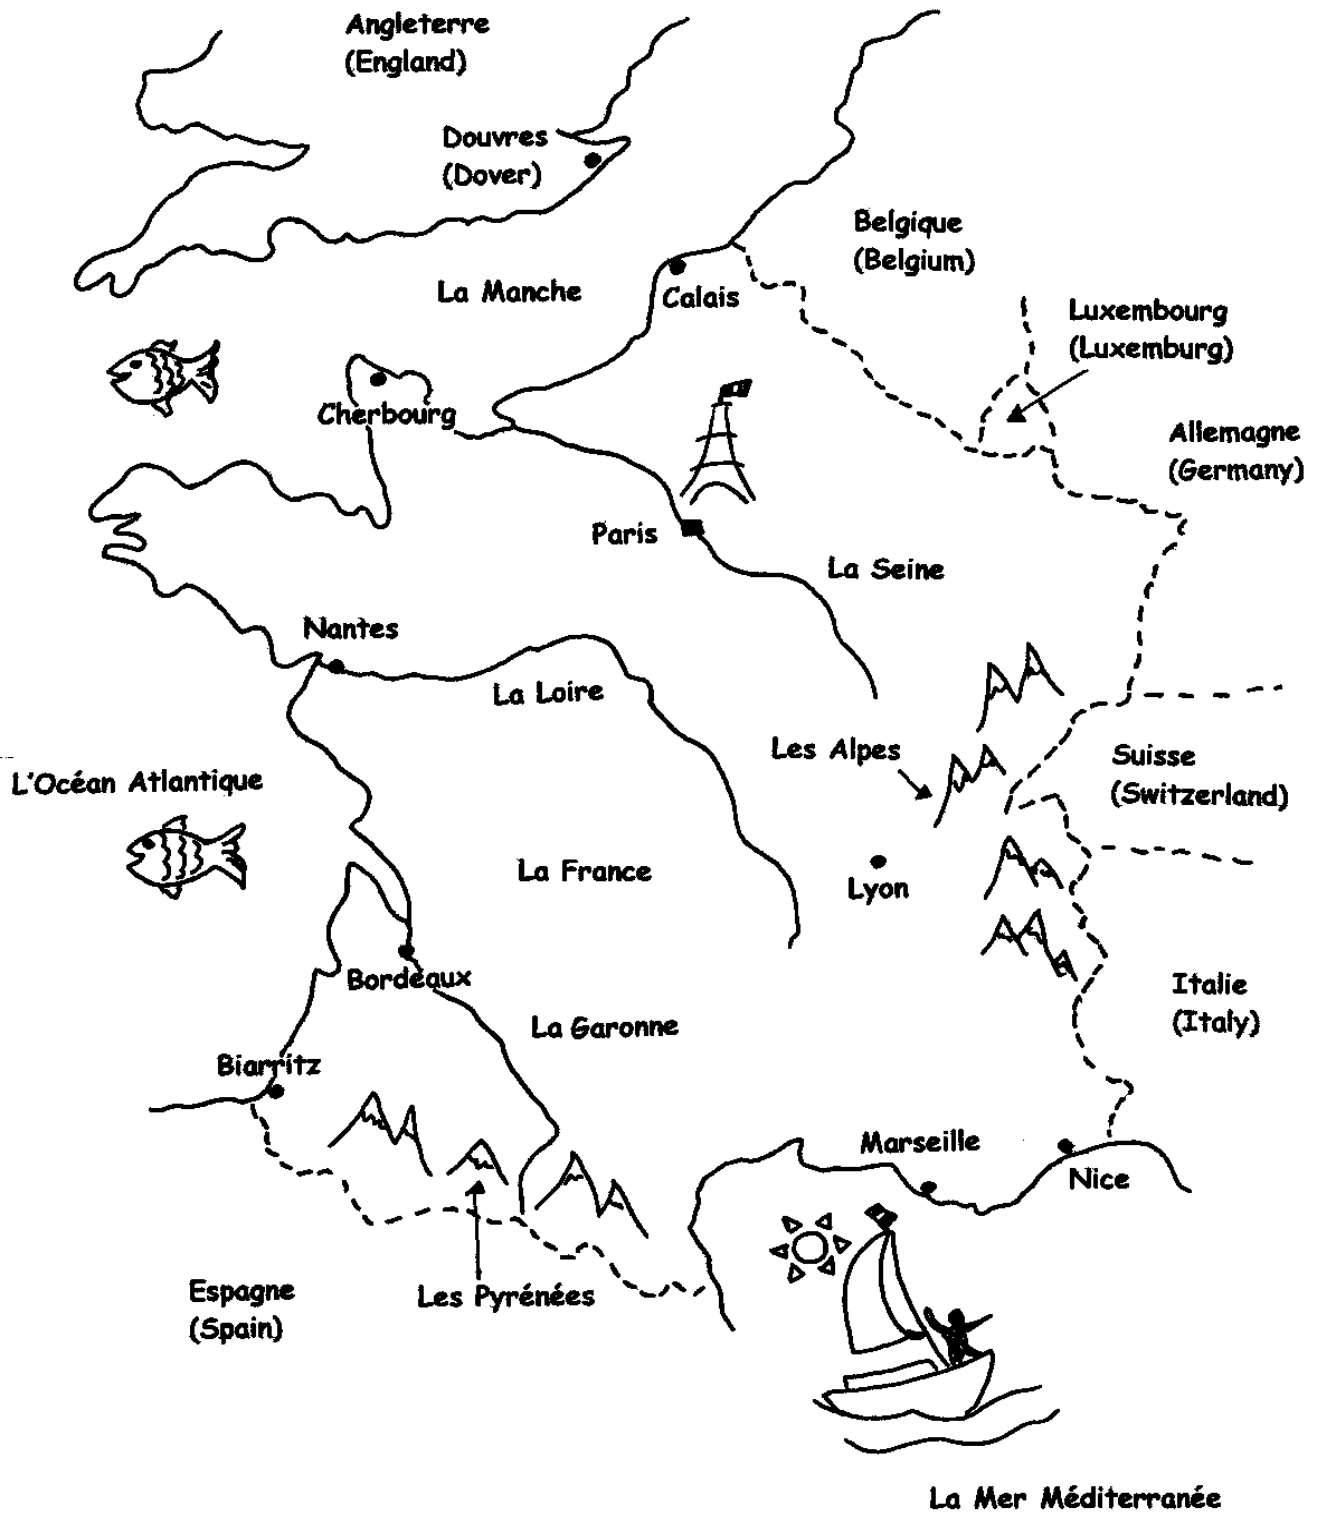 Angleterre
(England)
Douvres
(Dover)
Belgique
(Belgium)
La Manche
Calais
Luxembourg
(Luxemburg)
Cherbourg
Allemagne
(Germany)
Paris
La Seine
Nantes
La Loire
Les Alpes
Suisse
(Switzerland)
L'Océan Atlantique
La France
Lyon
Bordeaux
Italie
(Italy)
La Garonne
Biarritz
Marseille
Nice
Espagne
(Spain)
Les Pyrénées
La Mer Méditerranée